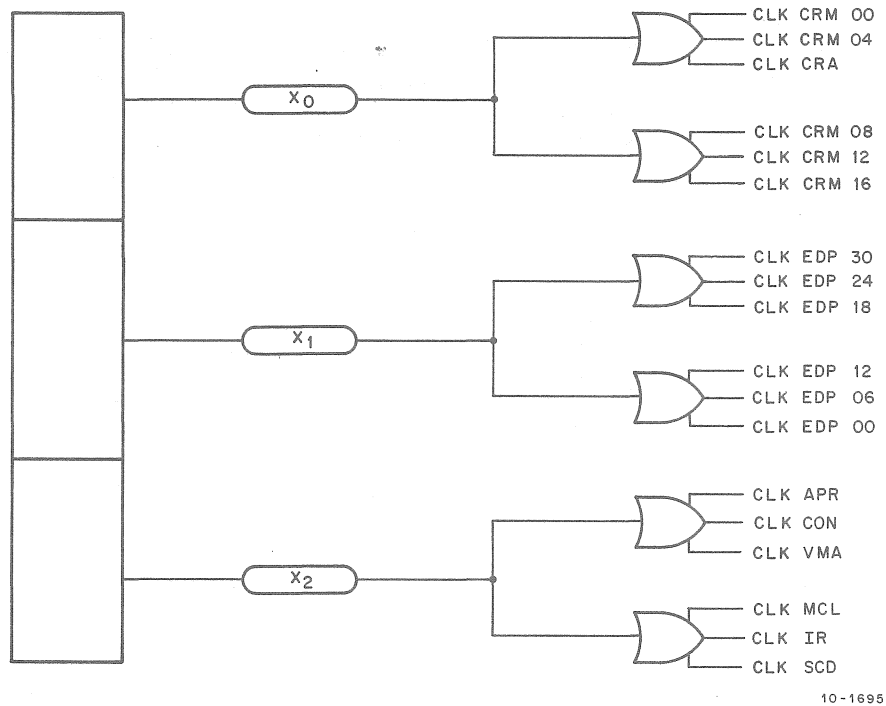 CLK CRM 00
CLK CRM 04
CLK CRA
X0
CLK CRM 08
CLK CRM 12
CLK CRM 16
CLK EDP 30
CLK EDP 24
CLK EDP 18
X1
CLK EDP 12
CLK EDP 06
CLK EDP 00
CLK APR
CLK CON
CLK VMA
X2
CLK MCL
CLK IR
CLK SCD
10-1695